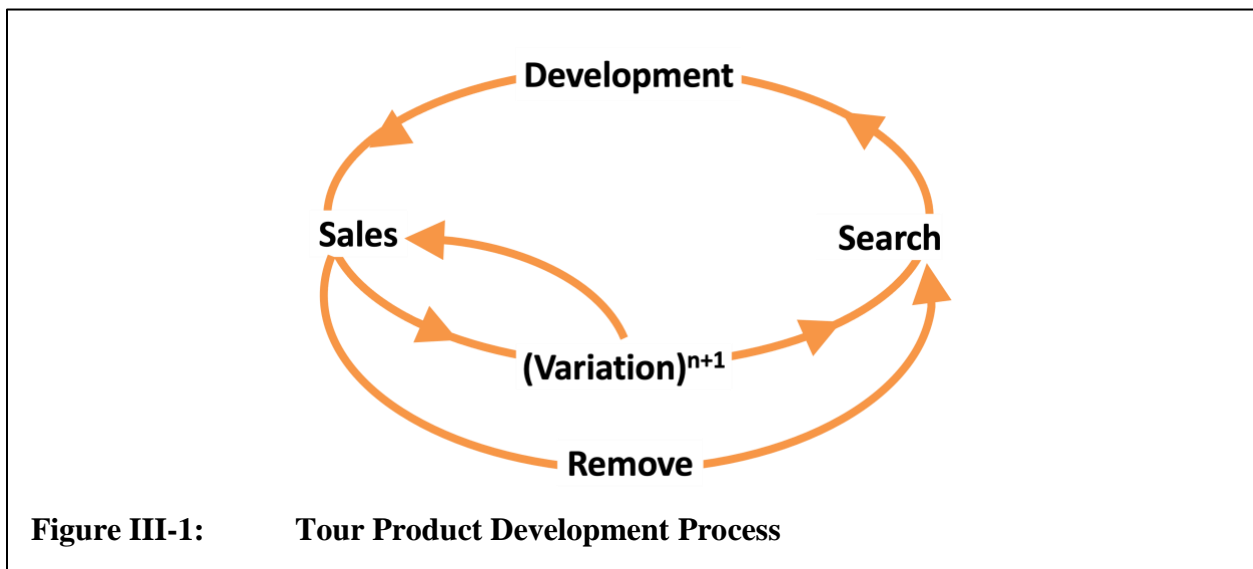 Development
Sales
Search
(Variation)ⁿ⁺¹
Remove
Figure III-1: Tour Product Development Process